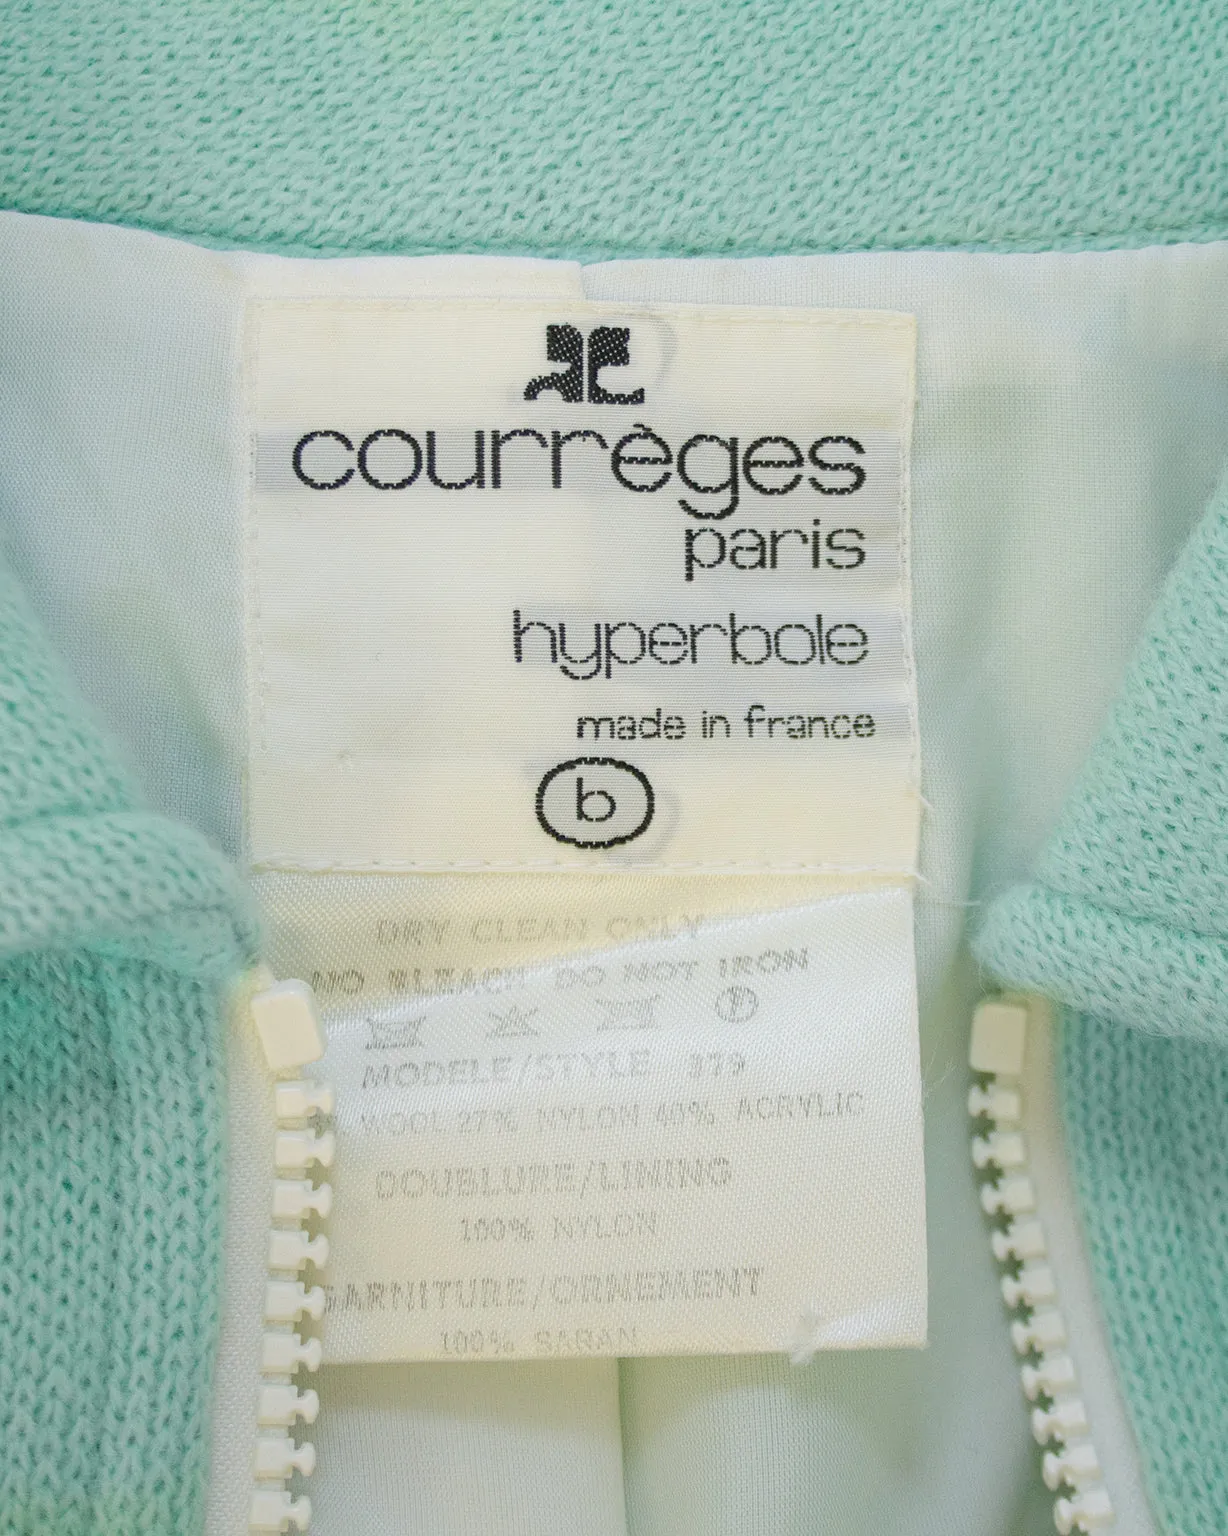 courrèges
paris
hyperbole
made in france
b
DRY CLEAN ONLY
NO BLEACH DO NOT IRON
P
MODELE/STYLE 379
WOOL 27% NYLON 40% ACRYLIC
DOUBLURE/LINING
100% NYLON
GARNITURE/ORNEMENT
100% SARAN